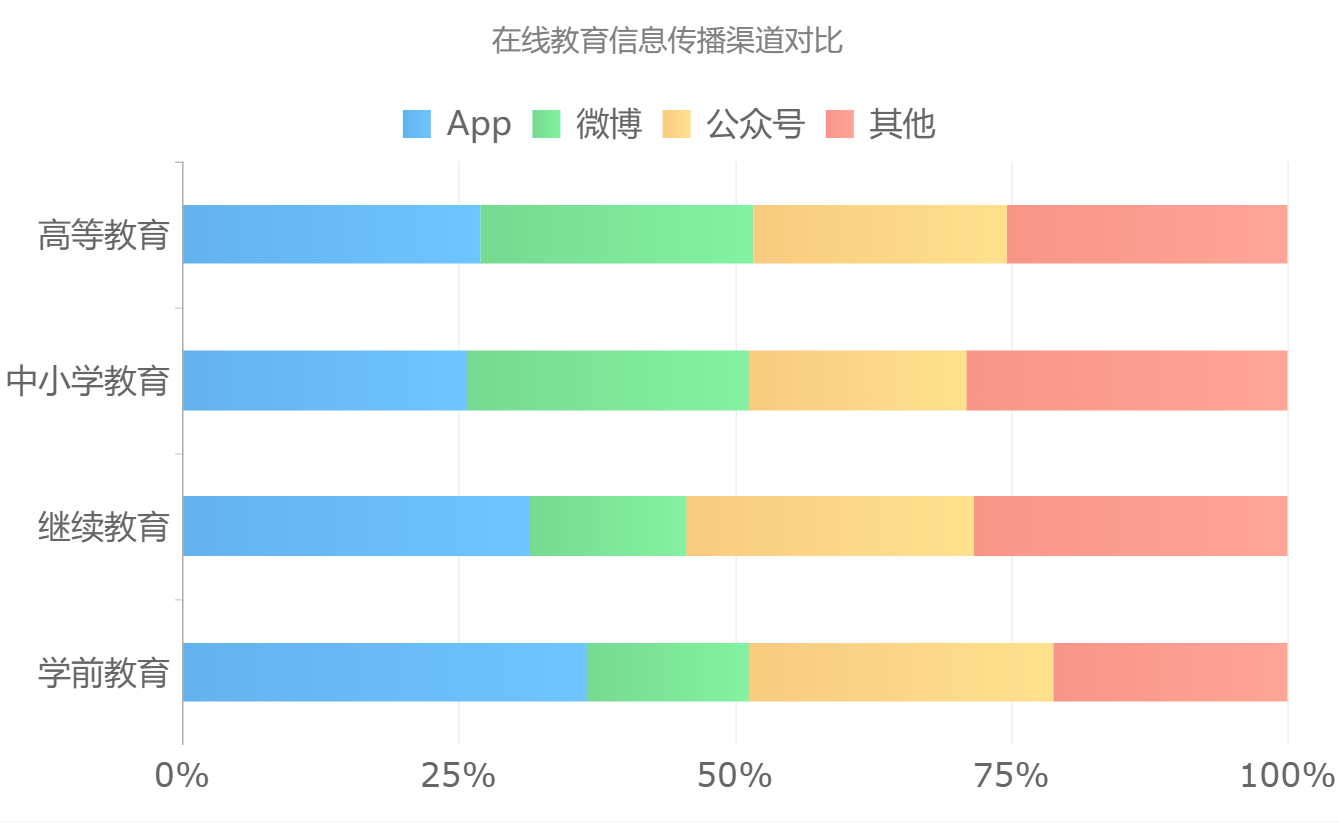 在线教育信息传播渠道对比
App 微博 公众号 其他
高等教育
中小学教育
继续教育
学前教育
0% 25% 50% 75% 100%